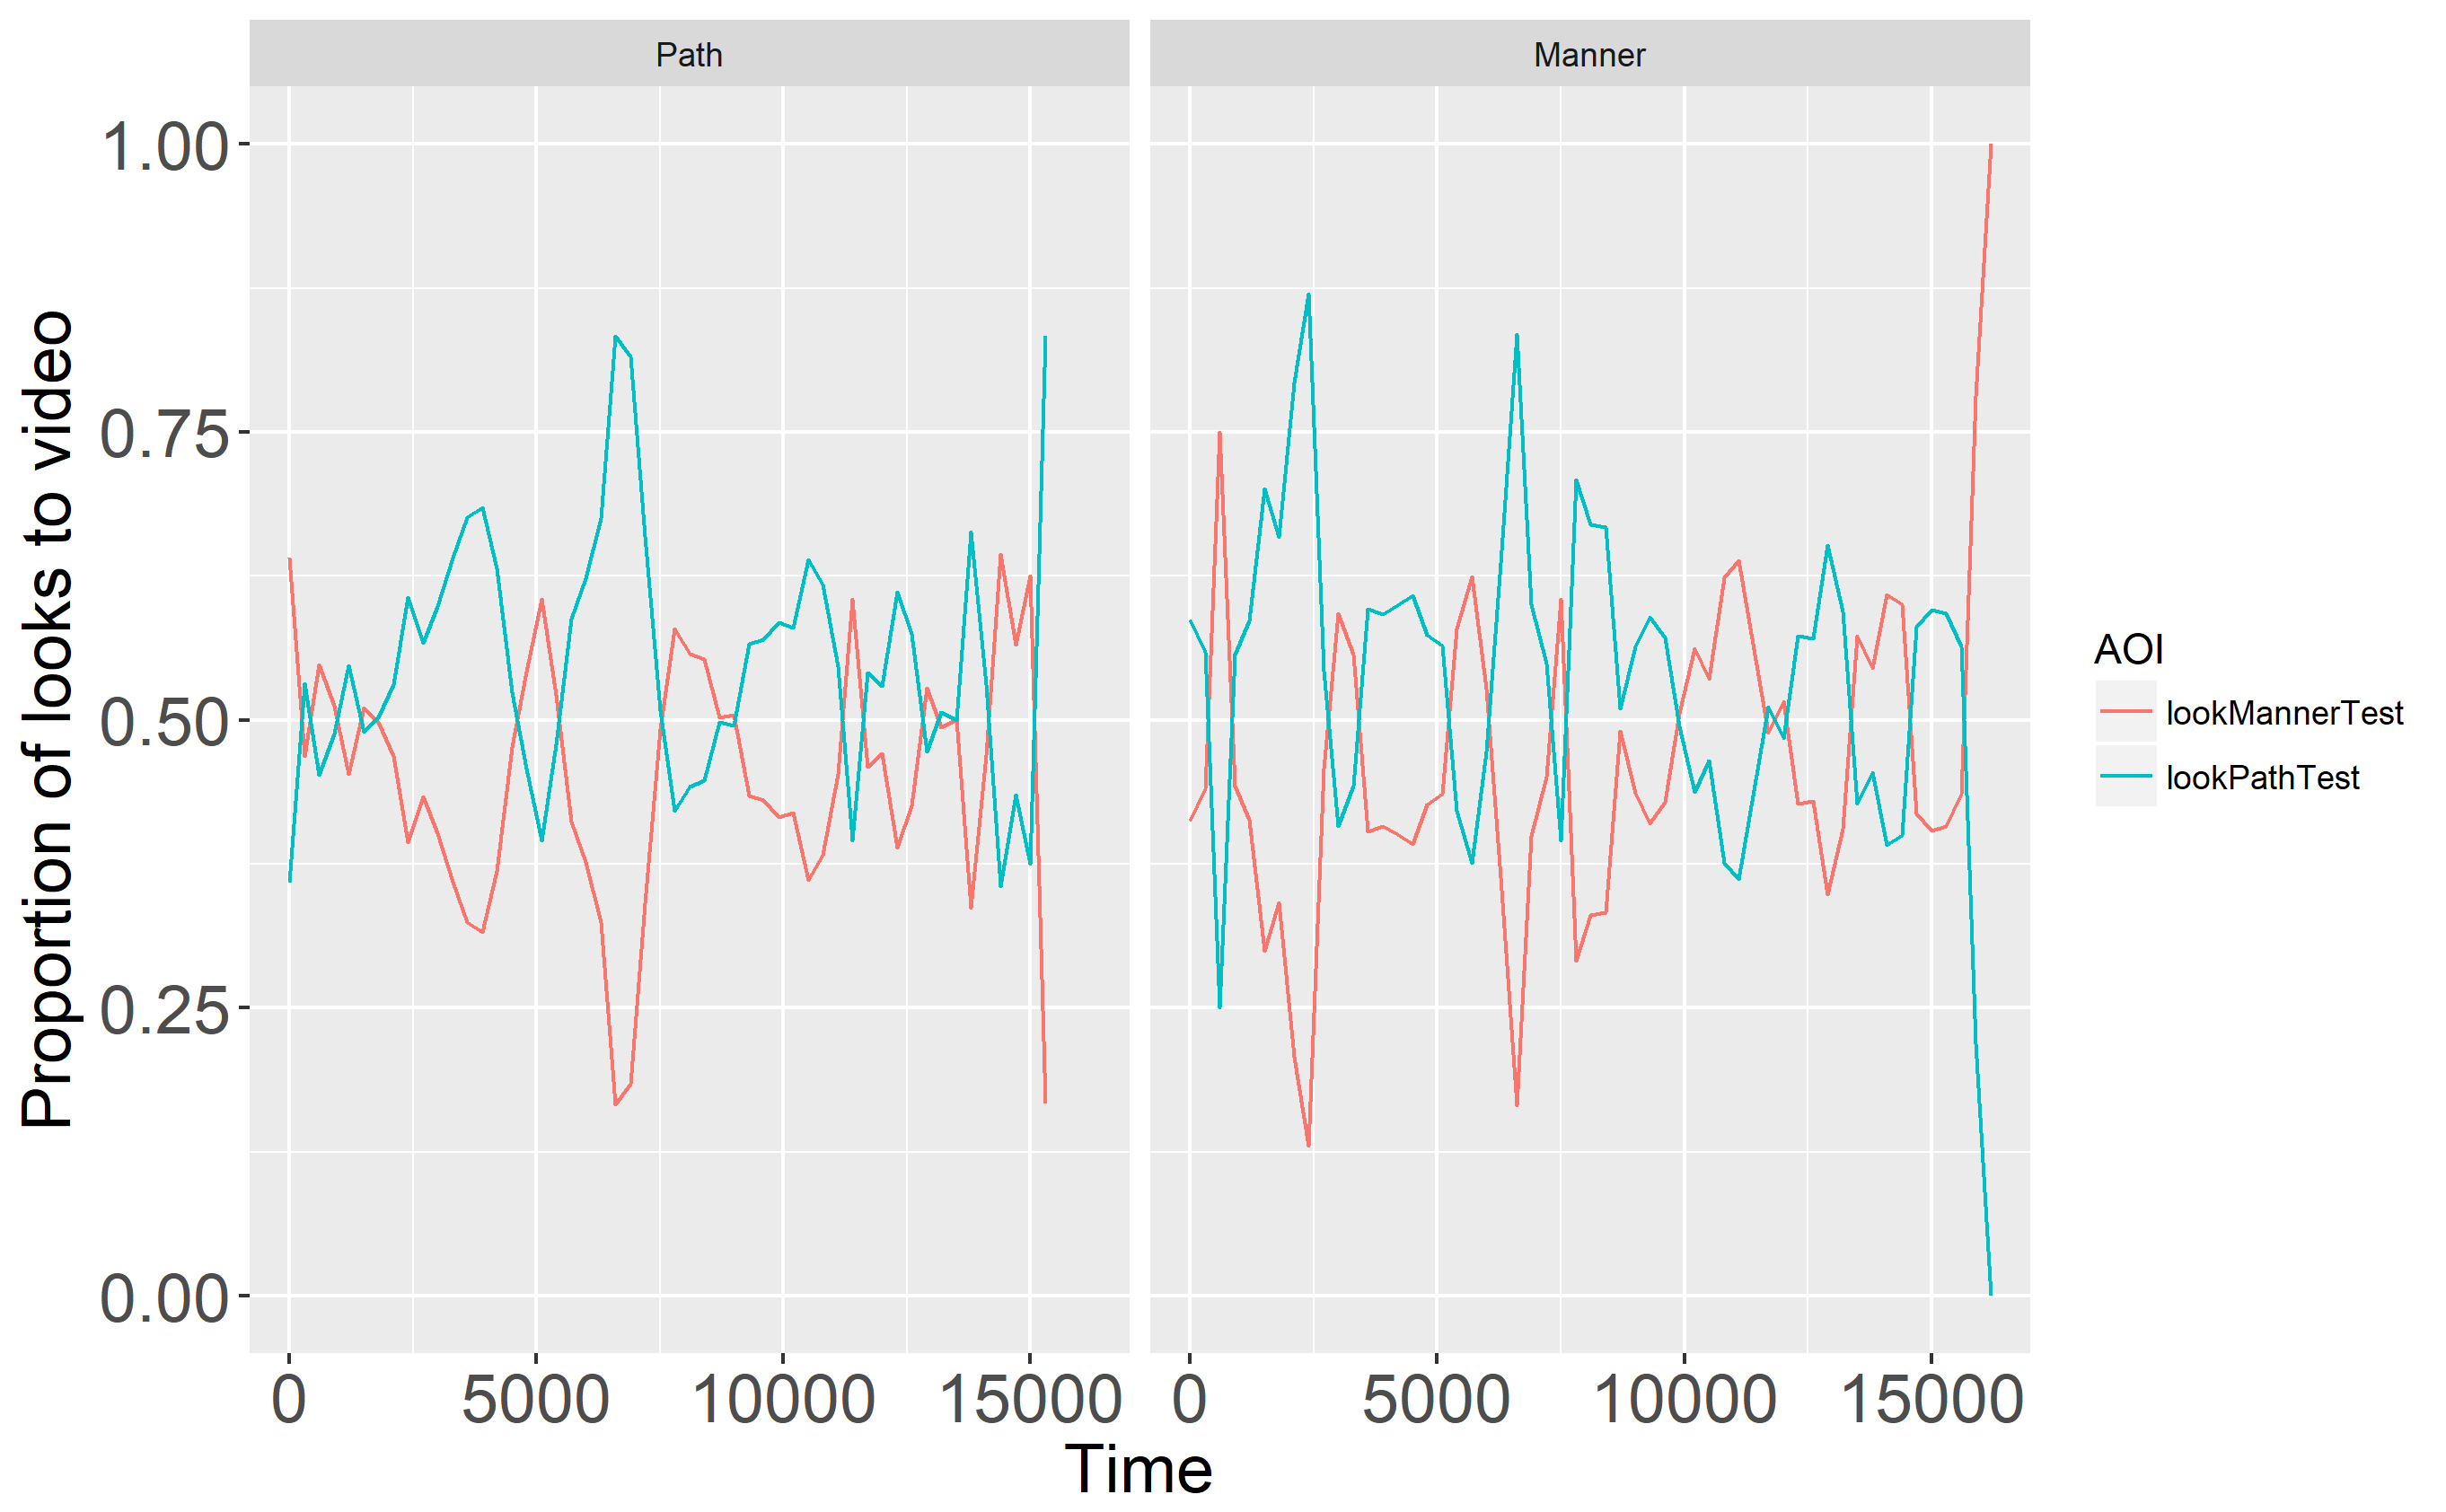 Path
Manner
1.00
0.75
0.50
0.25
0.00
Proportion of looks to video
0 5000 10000 15000
0 5000 10000 15000
Time
AOI
lookMannerTest
lookPathTest